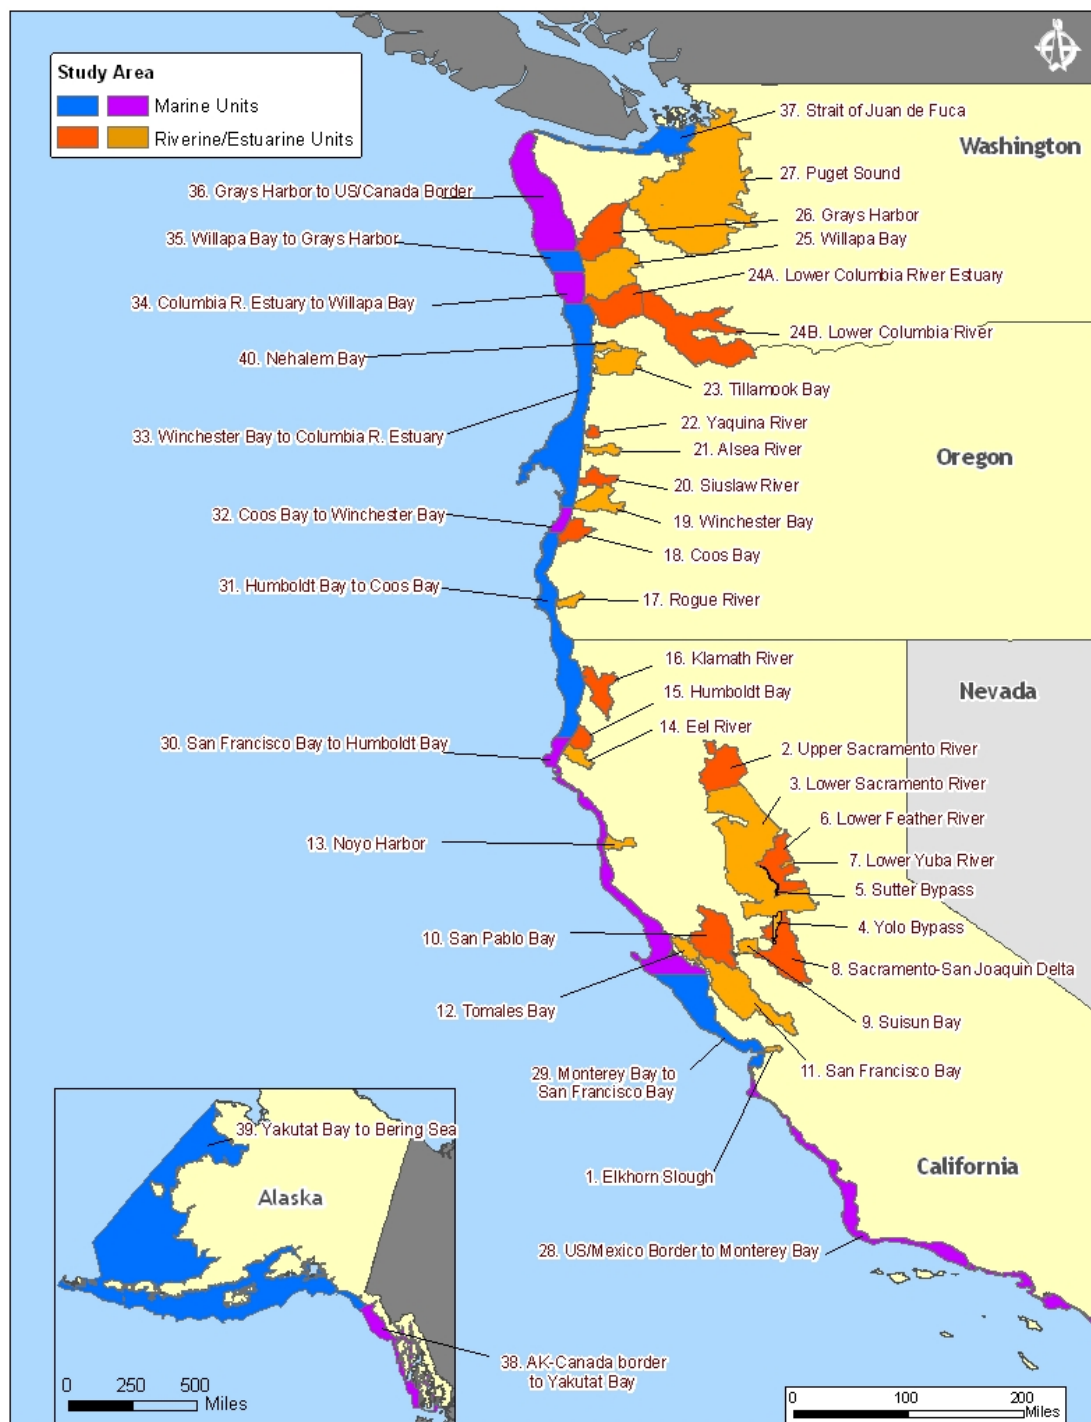 Study Area
Marine Units
Riverine/Estuarine Units
37. Strait of Juan de Fuca
Washington
27. Puget Sound
36. Grays Harbor to US/Canada Border
26. Grays Harbor
35. Willapa Bay to Grays Harbor
25. Willapa Bay
24A. Lower Columbia River Estuary
34. Columbia R. Estuary to Willapa Bay
24B. Lower Columbia River
40. Nehalem Bay
23. Tillamook Bay
22. Yaquina River
33. Winchester Bay to Columbia R. Estuary
21. Alsea River
Oregon
20. Siuslaw River
32. Coos Bay to Winchester Bay
19. Winchester Bay
18. Coos Bay
31. Humboldt Bay to Coos Bay
17. Rogue River
16. Klamath River
15. Humboldt Bay
Nevada
14. Eel River
30. San Francisco Bay to Humboldt Bay
2. Upper Sacramento River
3. Lower Sacramento River
6. Lower Feather River
13. Noyo Harbor
7. Lower Yuba River
5. Sutter Bypass
4. Yolo Bypass
10. San Pablo Bay
8. Sacramento-San Joaquin Delta
12. Tomales Bay
9. Suisun Bay
11. San Francisco Bay
29. Monterey Bay to
San Francisco Bay
39. Yakutat Bay to Bering Sea
1. Elkhorn Slough
California
Alaska
28. US/Mexico Border to Monterey Bay
38. AK-Canada border
to Yakutat Bay
0 250 500
Miles
0 100 200
Miles